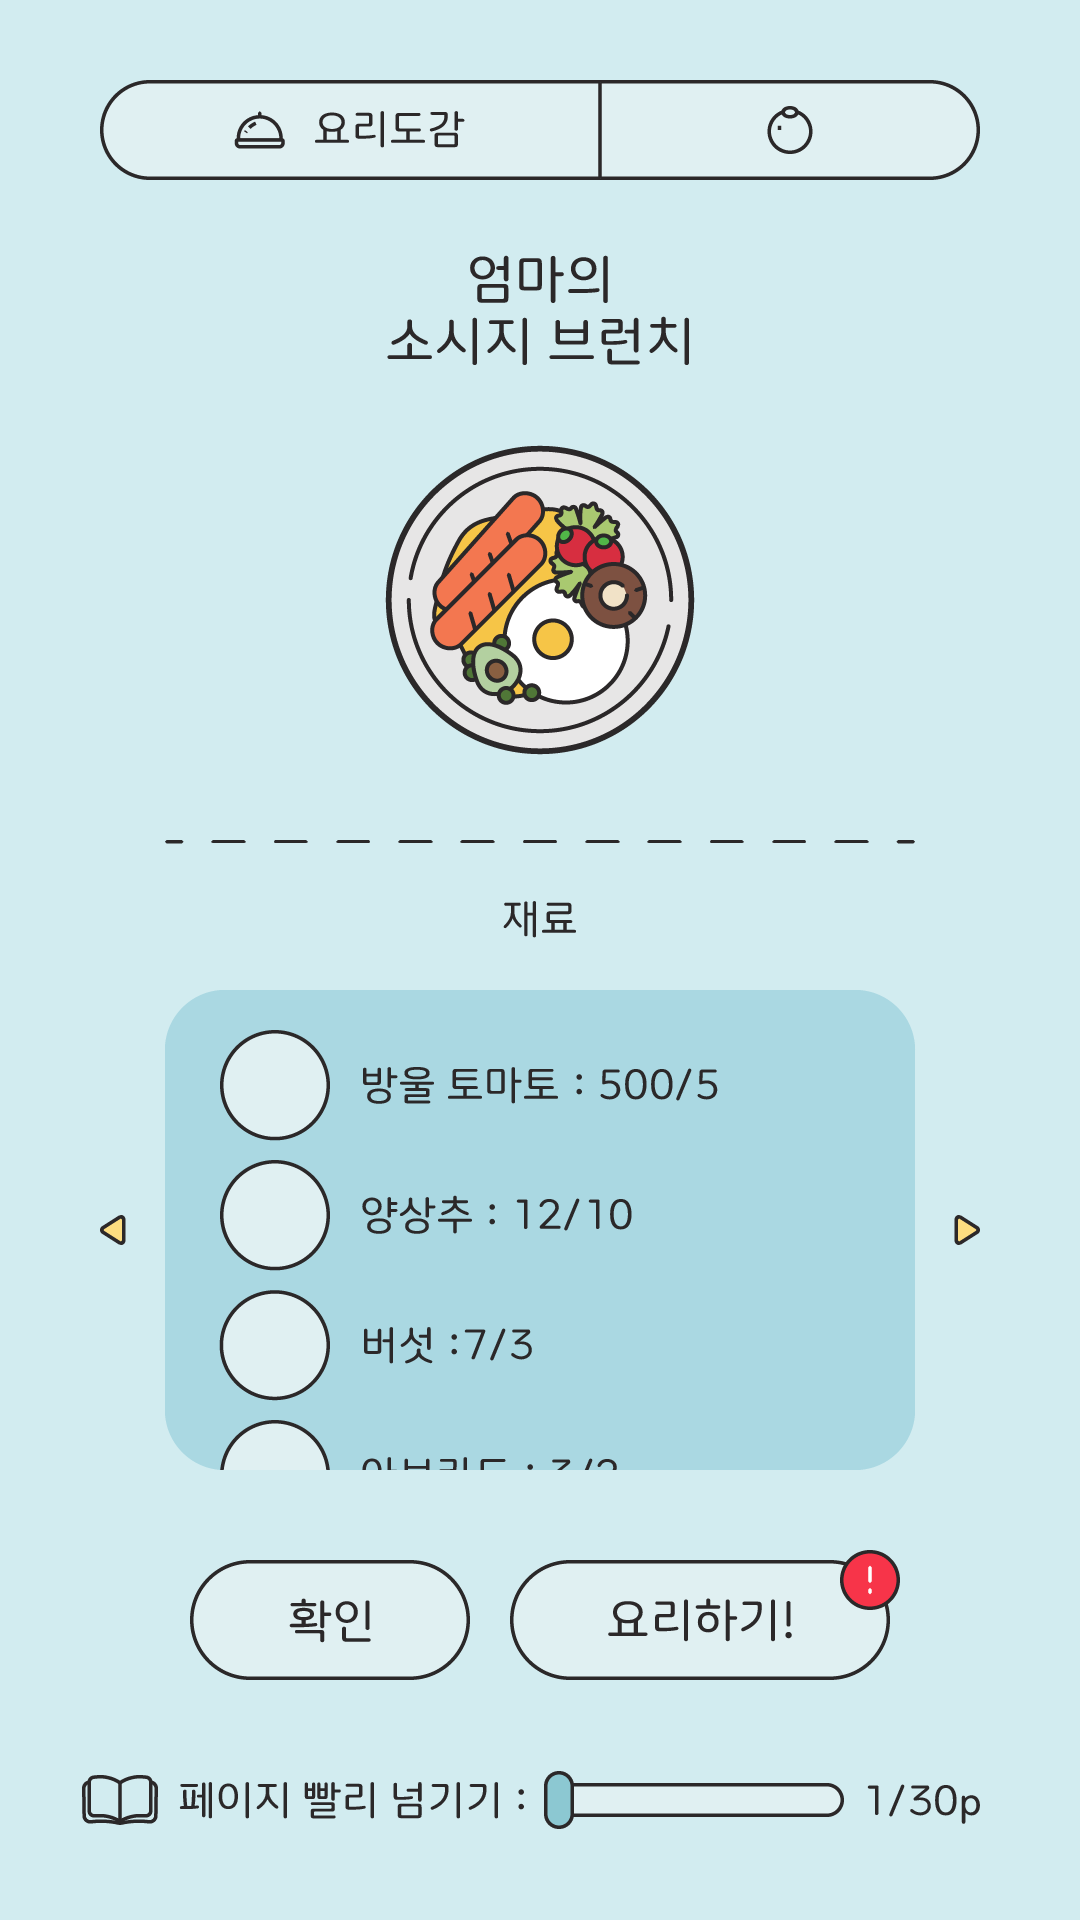 요리도감
엄마의
소시지 브런치
재료
방울 토마토 : 500/5
양상추 : 12/10
버섯 :7/3
확인
요리하기!
!
페이지 빨리 넘기기 :
1/30p